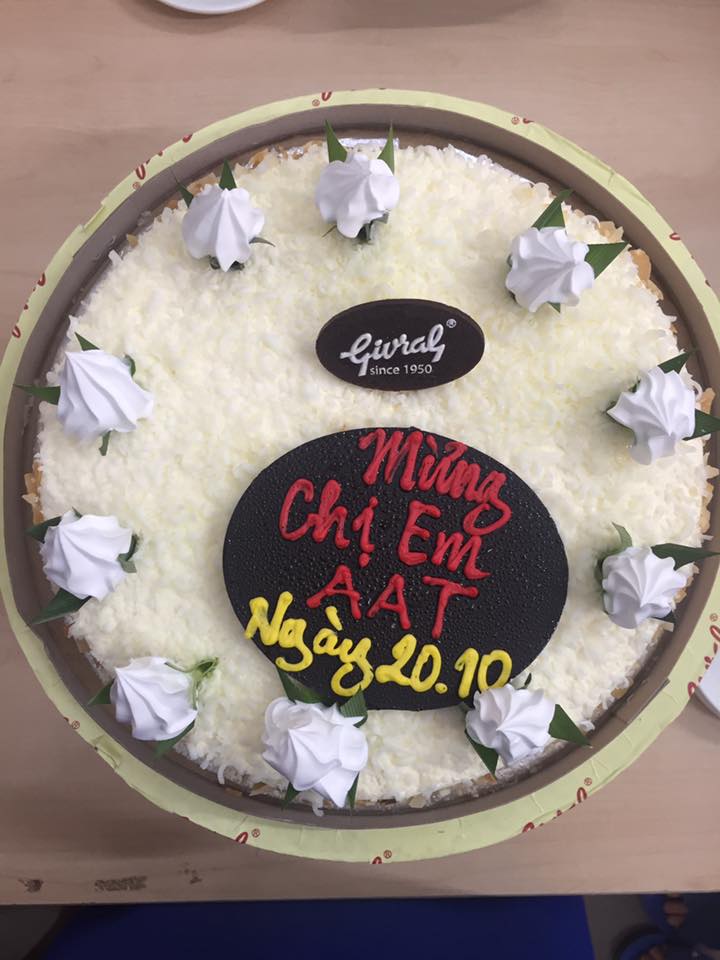 Givral®
since 1950
Mừng
Chị Em
AAT
Ngày 20.10